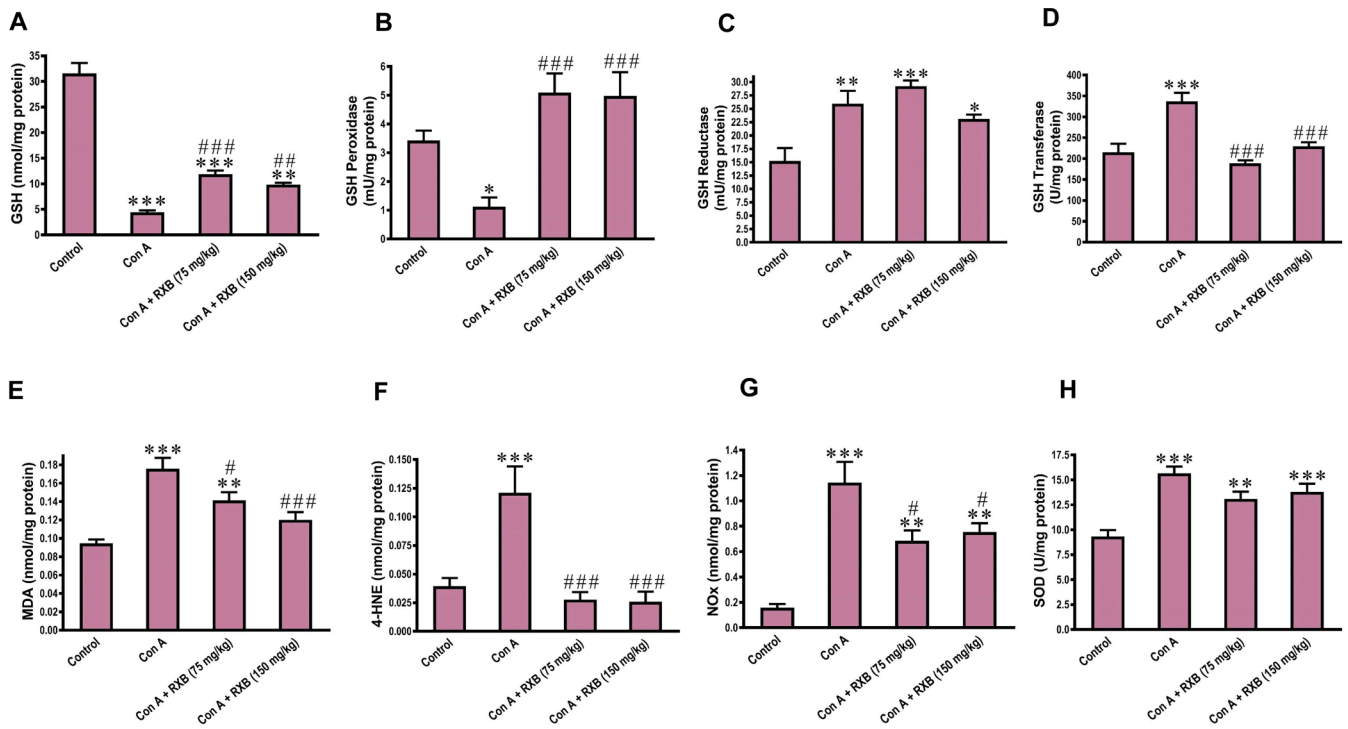 A
GSH (nmol/mg protein)
35
30
25
20
15
10
5
0
***
###
***
##
**
Control
Con A
Con A + RXB (75 mg/kg)
Con A + RXB (150 mg/kg)
B
GSH Peroxidase
(mU/mg protein)
6
5
4
3
2
1
0
*
###
###
Control
Con A
Con A + RXB (75 mg/kg)
Con A + RXB (150 mg/kg)
C
GSH Reductase
(mU/mg protein)
30.0
27.5
25.0
22.5
20.0
17.5
15.0
12.5
10.0
7.5
5.0
2.5
0.0
**
***
*
Control
Con A
Con A + RXB (75 mg/kg)
Con A + RXB (150 mg/kg)
D
GSH Transferase
(U/mg protein)
400
350
300
250
200
150
100
50
0
***
###
###
Control
Con A
Con A + RXB (75 mg/kg)
Con A + RXB (150 mg/kg)
E
MDA (nmol/mg protein)
0.18
0.16
0.14
0.12
0.10
0.08
0.06
0.04
0.02
0.00
***
#
**
###
Control
Con A
Con A + RXB (75 mg/kg)
Con A + RXB (150 mg/kg)
F
4-HNE (nmol/mg protein)
0.150
0.125
0.100
0.075
0.050
0.025
0.000
***
###
###
Control
Con A
Con A + RXB (75 mg/kg)
Con A + RXB (150 mg/kg)
G
NOx (nmol/mg protein)
1.4
1.2
1.0
0.8
0.6
0.4
0.2
0.0
***
#
**
#
**
Control
Con A
Con A + RXB (75 mg/kg)
Con A + RXB (150 mg/kg)
H
SOD (U/mg protein)
17.5
15.0
12.5
10.0
7.5
5.0
2.5
0.0
***
**
***
Control
Con A
Con A + RXB (75 mg/kg)
Con A + RXB (150 mg/kg)